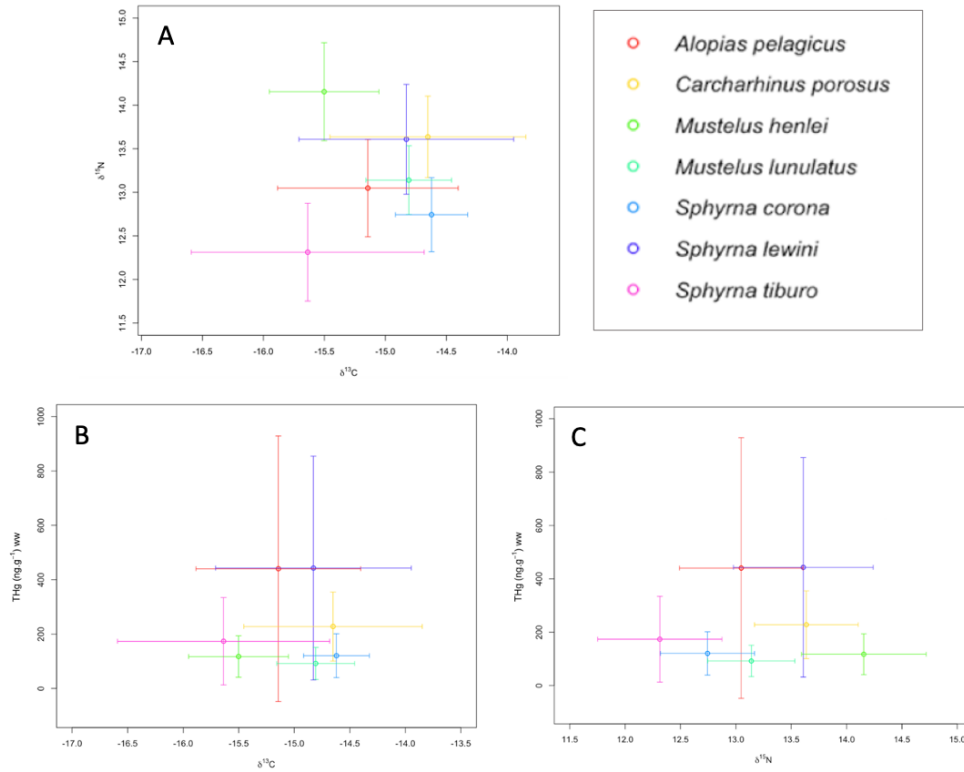 A
15.0
14.5
14.0
13.5
13.0
12.5
12.0
11.5
δ¹⁵N
-17.0 -16.5 -16.0 -15.5 -15.0 -14.5 -14.0
δ¹³C
Alopias pelagicus
Carcharhinus porosus
Mustelus henlei
Mustelus lunulatus
Sphyrna corona
Sphyrna lewini
Sphyrna tiburo
B
1000
800
600
400
200
0
THg (ng.g⁻¹) ww
-17.0 -16.5 -16.0 -15.5 -15.0 -14.5 -14.0 -13.5
δ¹³C
C
1000
800
600
400
200
0
THg (ng.g⁻¹) ww
11.5 12.0 12.5 13.0 13.5 14.0 14.5 15.0
δ¹⁵N